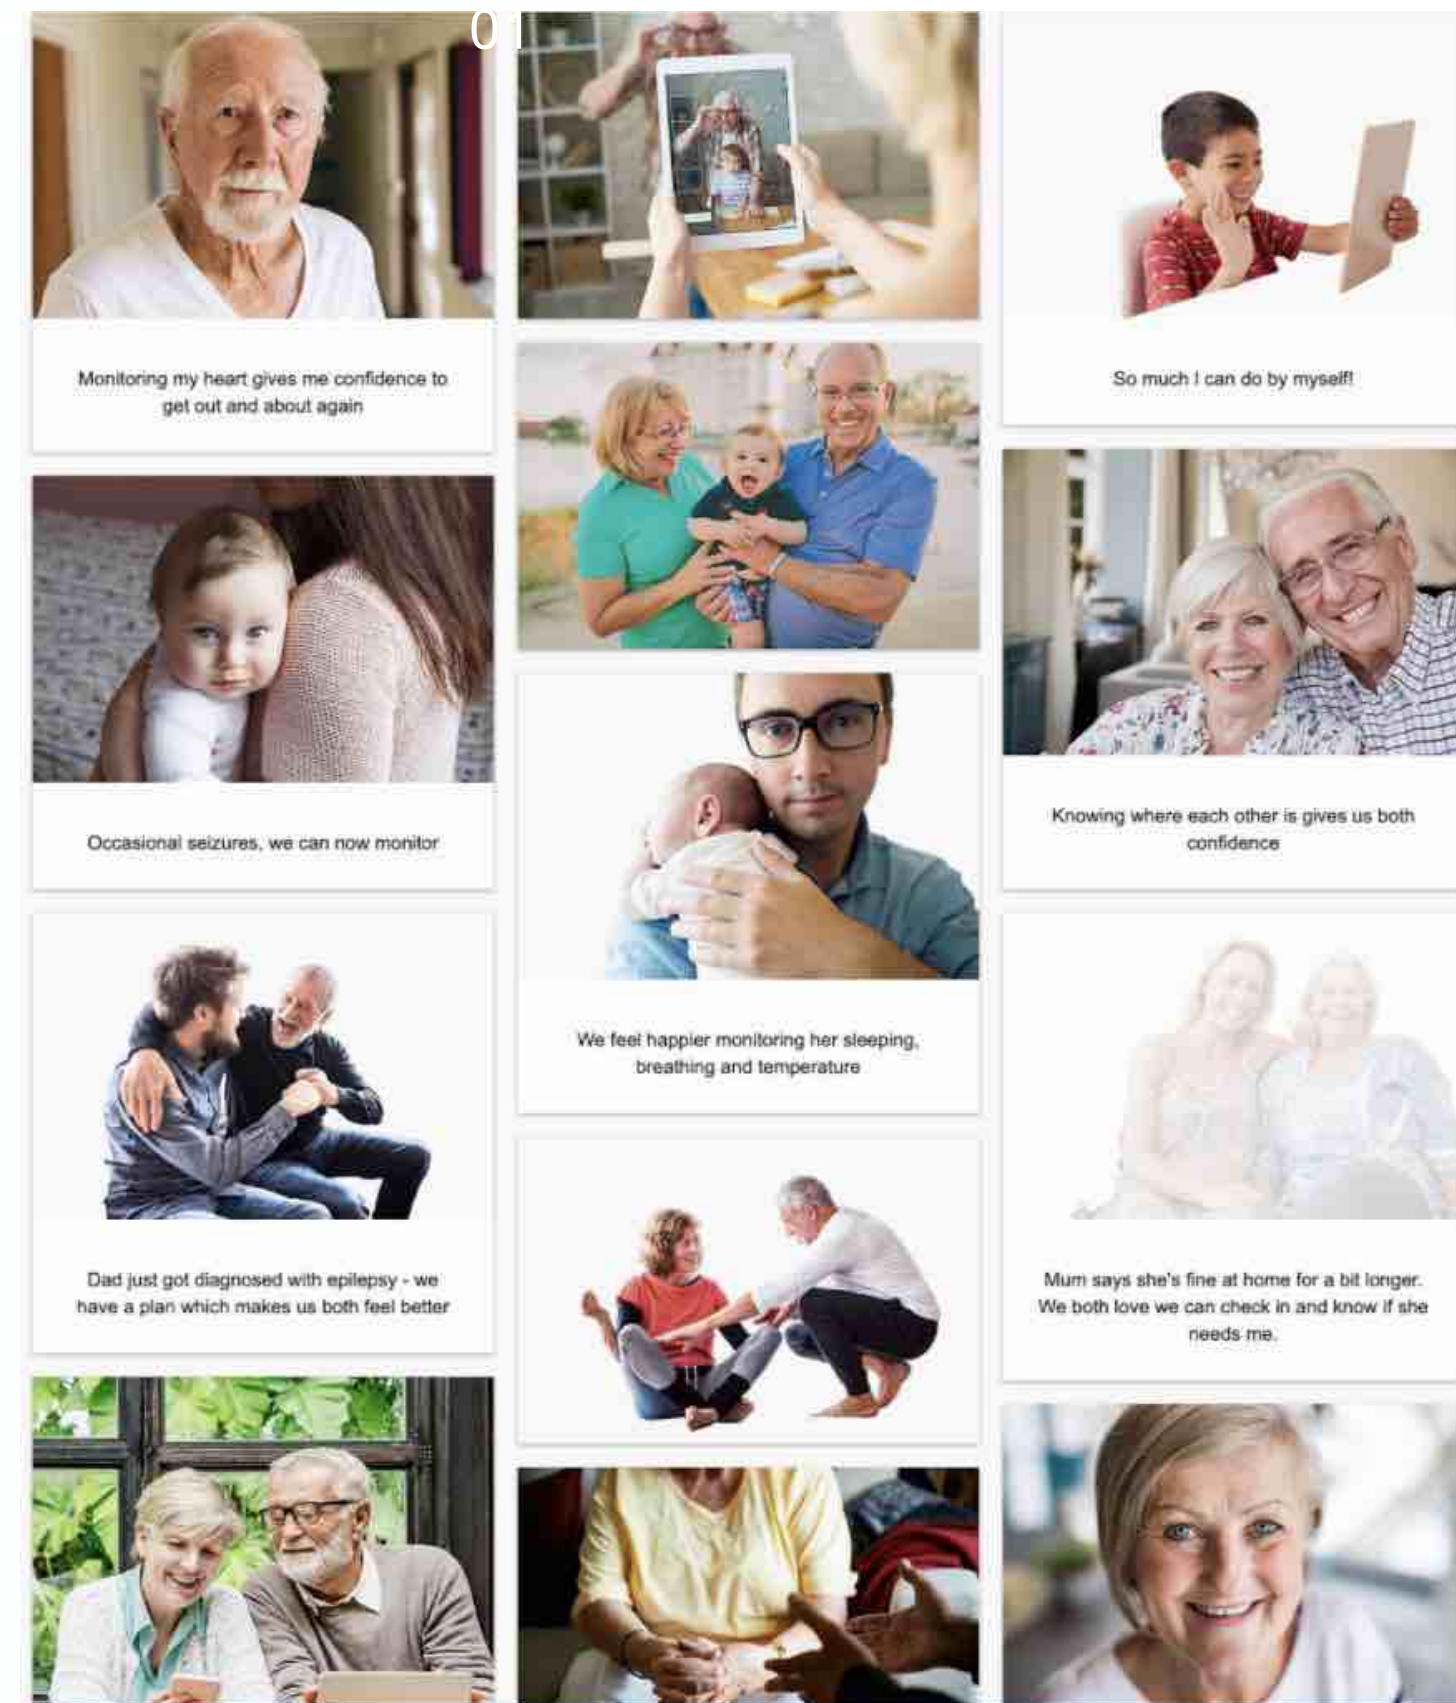 01
Monitoring my heart gives me confidence to
get out and about again
Occasional seizures, we can now monitor
Dad just got diagnosed with epilepsy - we
have a plan which makes us both feel better
We feel happier monitoring her sleeping,
breathing and temperature
So much I can do by myself!
Knowing where each other is gives us both
confidence
Mum says she's fine at home for a bit longer.
We both love we can check in and know if she
needs me.